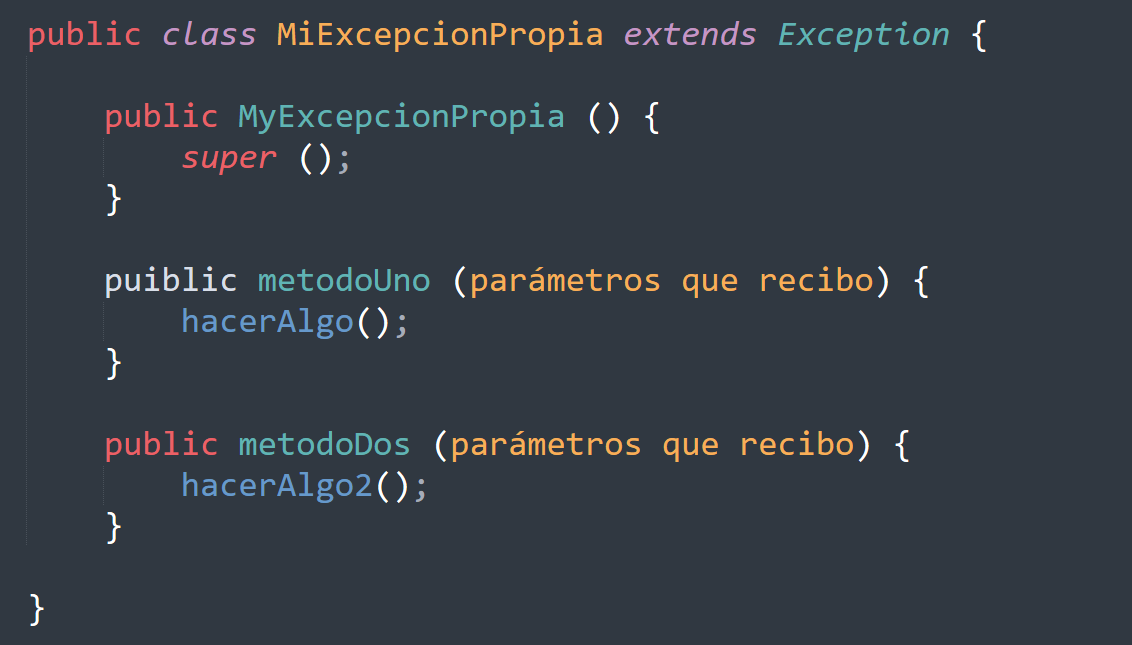 public class MiExcepcionPropia extends Exception {
public MyExcepcionPropia () {
super ();
}
puiblic metodoUno (parámetros que recibo) {
hacerAlgo();
}
public metodoDos (parámetros que recibo) {
hacerAlgo2();
}
}